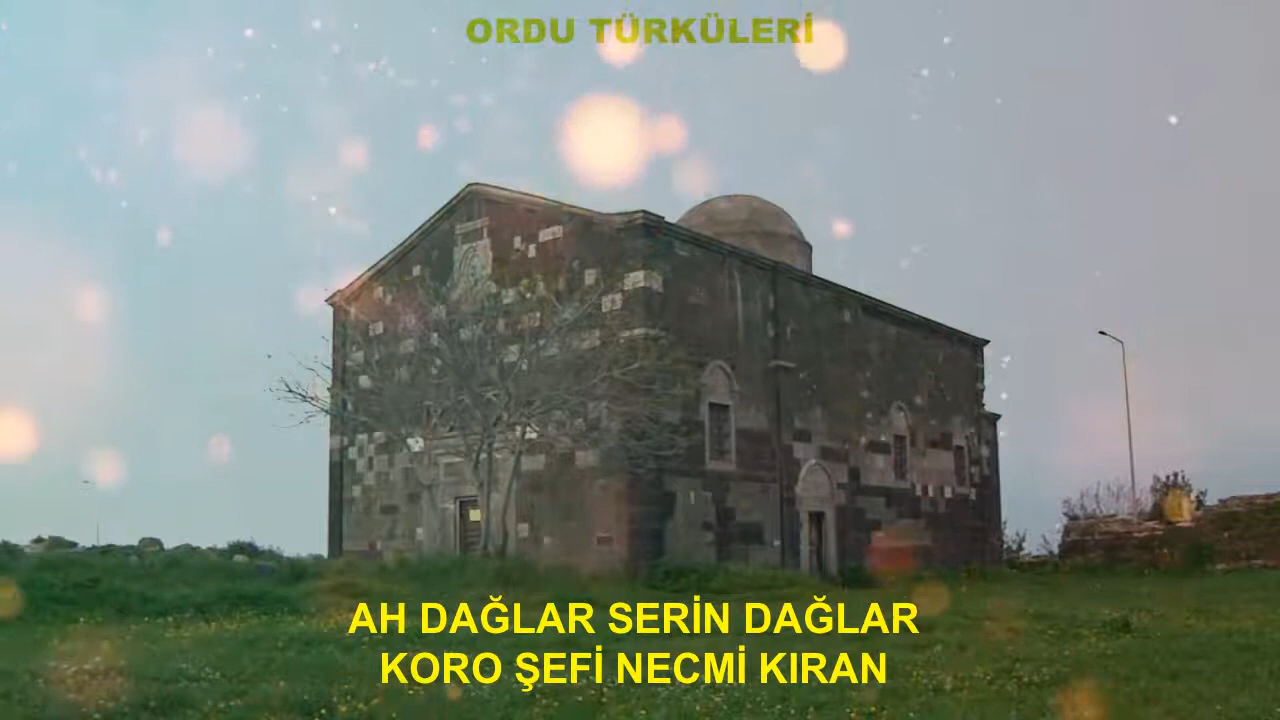 ORDU TÜRKÜLERİ
AH DAĞLAR SERİN DAĞLAR
KORO ŞEFİ NECMİ KIRAN